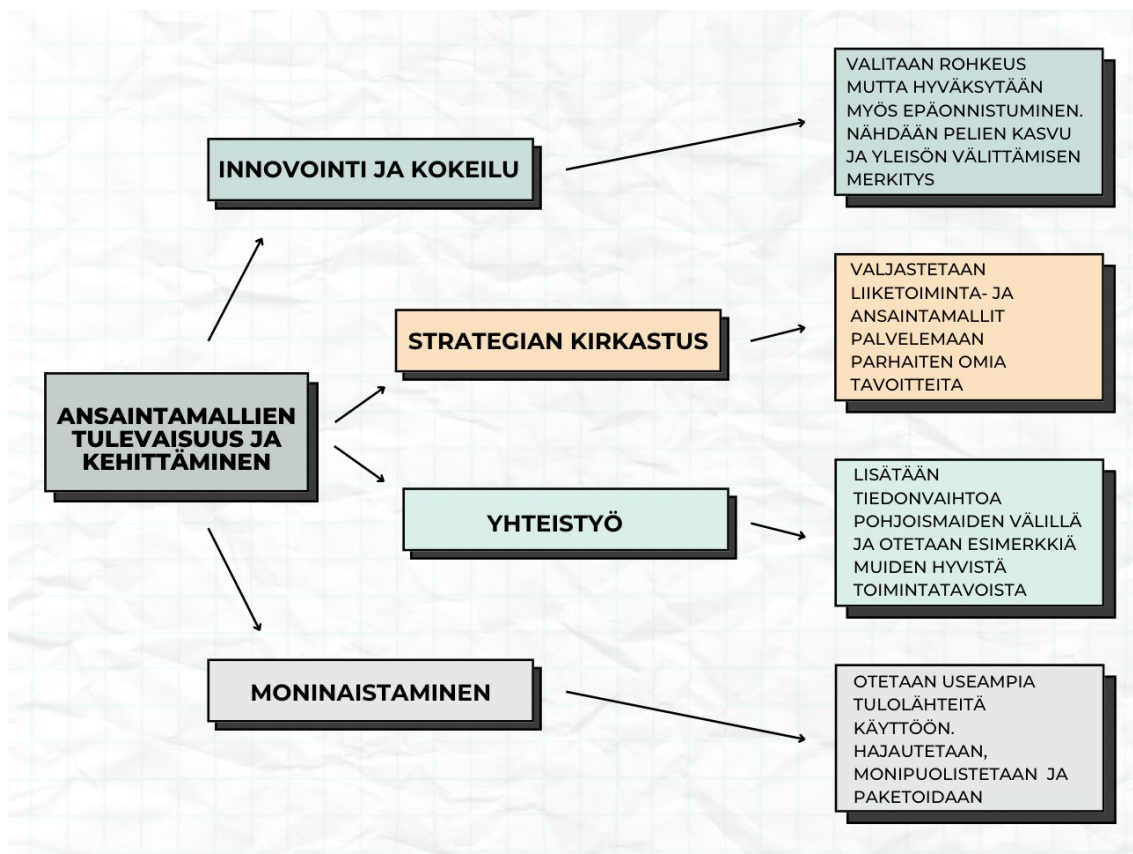 ANSAINTAMALLIEN
TULEVAISUUS JA
KEHITTÄMINEN
INNOVOINTI JA KOKEILU
VALITAAN ROHKEUS
MUTTA HYVÄKSYTÄÄN
MYÖS EPÄONNISTUMINEN.
NÄHDÄÄN PELIEN KASVU
JA YLEISÖN VÄLITTÄMISEN
MERKITYS
STRATEGIAN KIRKASTUS
VALJASTETAAN
LIIKETOIMINTA- JA
ANSAINTAMALLIT
PALVELEMAAN
PARHAITEN OMIA
TAVOITTEITA
YHTEISTYÖ
LISÄTÄÄN
TIEDONVAIHTOA
POHJOISMAIDEN VÄLILLÄ
JA OTETAAN ESIMERKKIÄ
MUIDEN HYVISTÄ
TOIMINTATAVOISTA
MONINAISTAMINEN
OTETAAN USEAMPIA
TULOLÄHTEITÄ
KÄYTTÖÖN.
HAJAUTETAAN,
MONIPUOLISTETAAN JA
PAKETOIDAAN